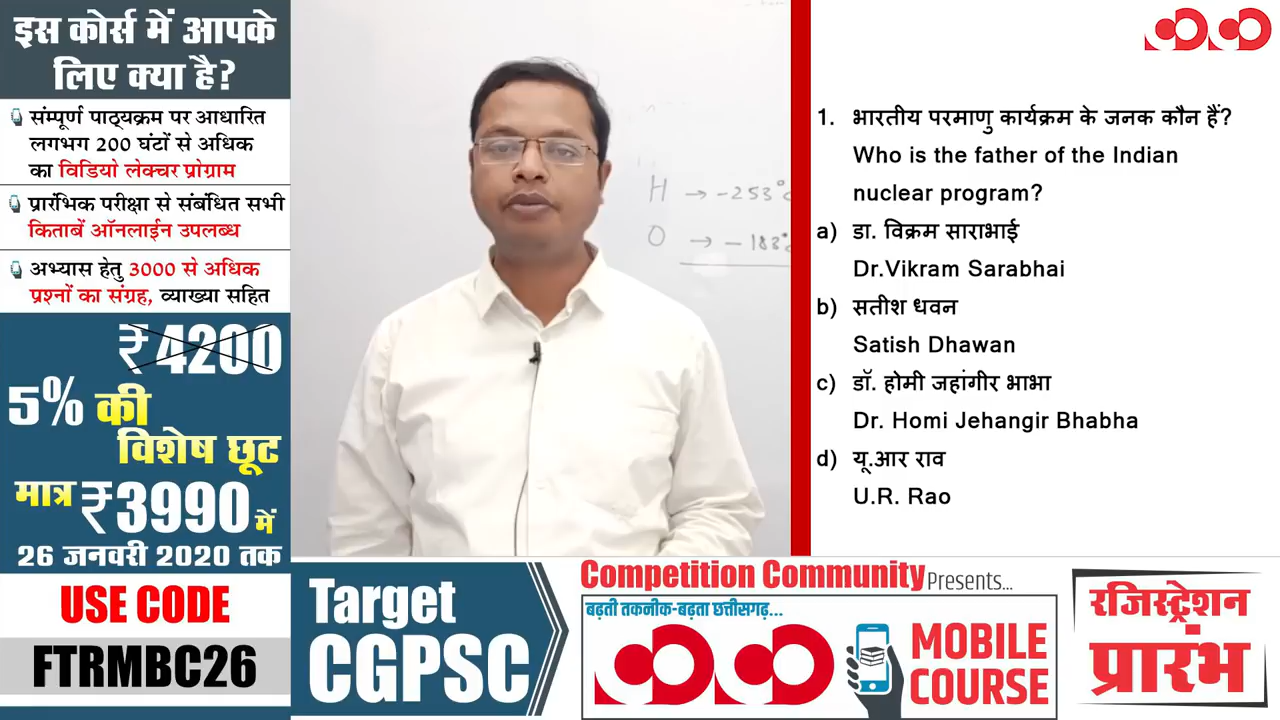 इस कोर्स में आपके
लिए क्या है?
संम्पूर्ण पाठ्यक्रम पर आधारित
लगभग 200 घंटों से अधिक
का विडियो लेक्चर प्रोग्राम
प्रारंभिक परीक्षा से संबंधित सभी
किताबें ऑनलाईन उपलब्ध
अभ्यास हेतु 3000 से अधिक
प्रश्नों का संग्रह, व्याख्या सहित
₹4200
5% की
विशेष छूट
मात्र ₹3990 में
26 जनवरी 2020 तक
USE CODE
FTRMBC26
H → -253°c
O → -183°
1. भारतीय परमाणु कार्यक्रम के जनक कौन हैं?
Who is the father of the Indian
nuclear program?
a) डा. विक्रम साराभाई
Dr.Vikram Sarabhai
b) सतीश धवन
Satish Dhawan
c) डॉ. होमी जहांगीर भाभा
Dr. Homi Jehangir Bhabha
d) यू.आर राव
U.R. Rao
Target
CGPSC
Competition Community Presents...
बढ़ती तकनीक-बढ़ता छत्तीसगढ़...
MOBILE
COURSE
रजिस्ट्रेशन
प्रारंभ